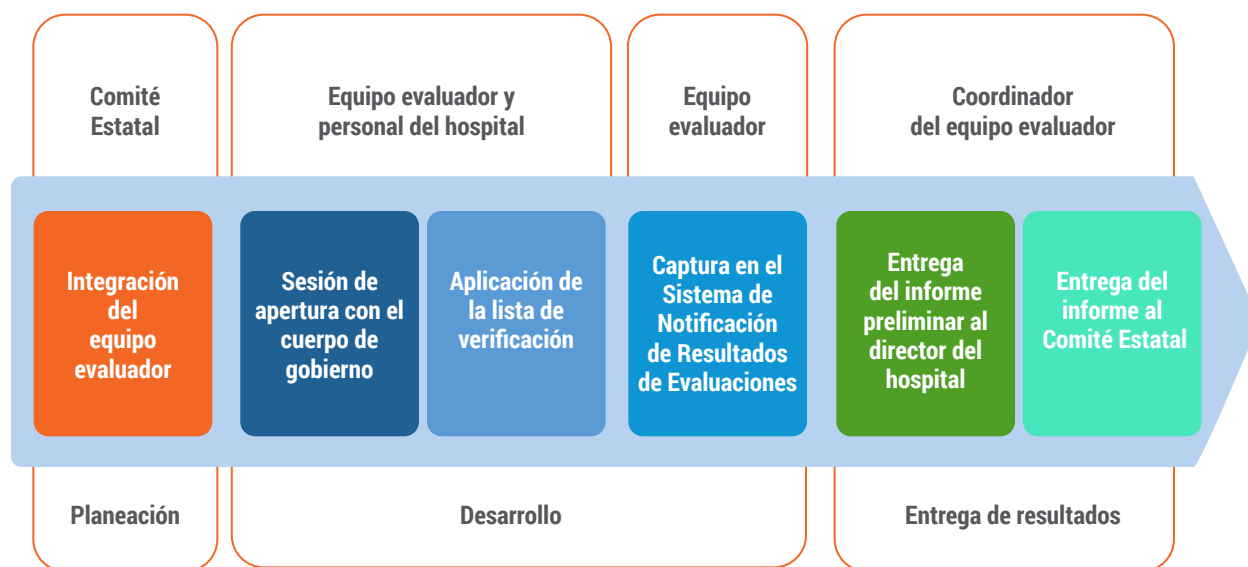 Comité
Estatal
Equipo evaluador y
personal del hospital
Equipo
evaluador
Coordinador
del equipo evaluador
Integración
del
equipo
evaluador
Sesión de
apertura con el
cuerpo de
gobierno
Aplicación de
la lista de
verificación
Captura en el
Sistema de
Notificación
de Resultados
de Evaluaciones
Entrega
del informe
preliminar al
director del
hospital
Entrega del
informe al
Comité Estatal
Planeación
Desarrollo
Entrega de resultados